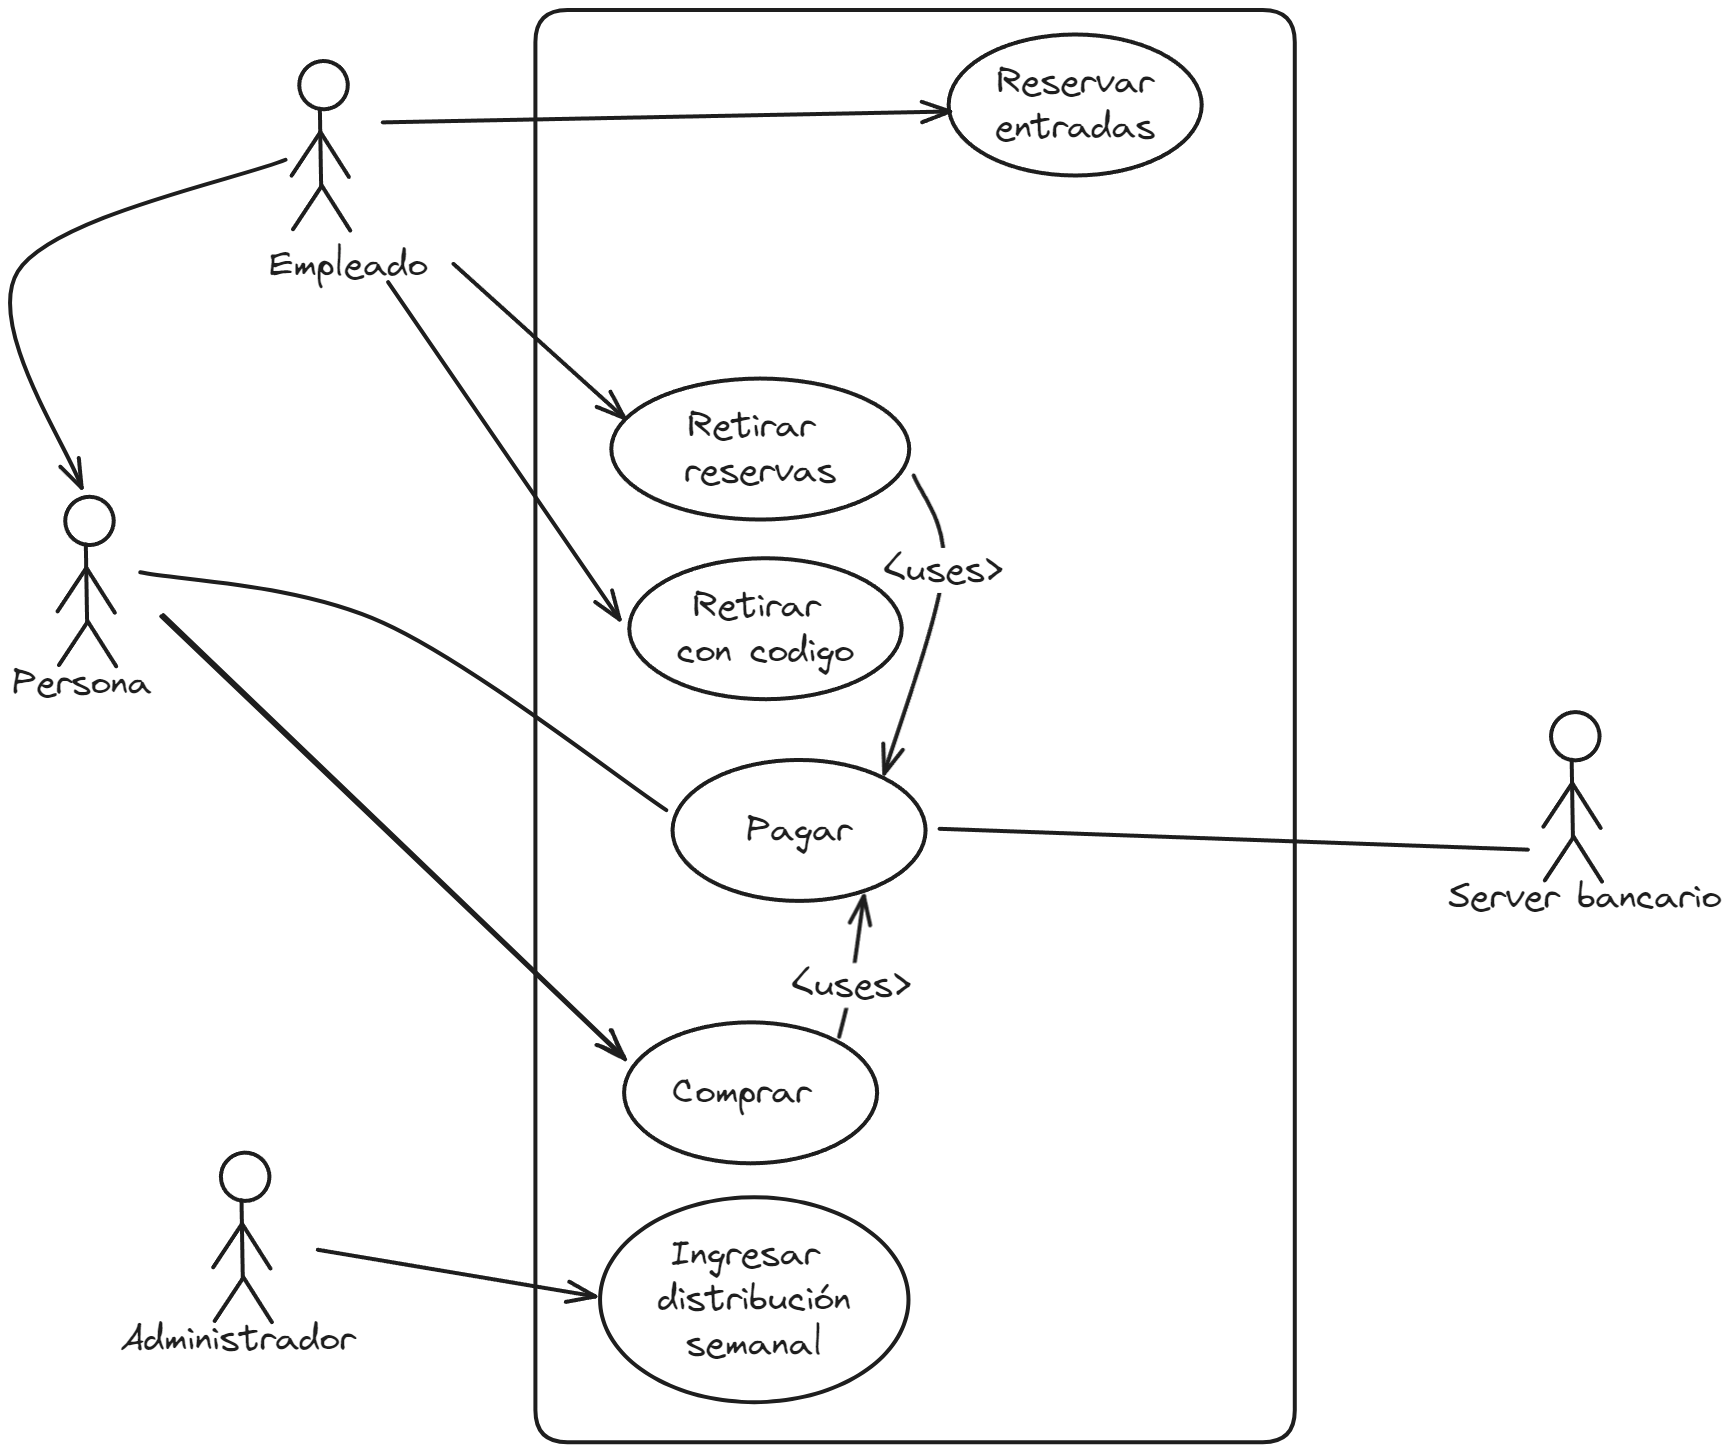 Reservar
entradas
Empleado
Retirar
reservas
<uses>
Retirar
con codigo
Persona
Pagar
Server bancario
<uses>
Comprar
Ingresar
distribución
semanal
Administrador